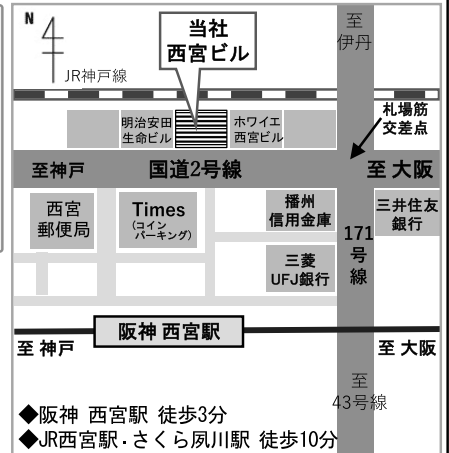 N
当社
西宮ビル
至
伊丹
JR神戸線
明治安田
生命ビル
ホワイエ
西宮ビル
札場筋
交差点
至神戸
国道2号線
至 大阪
西宮
郵便局
Times
(コイン
パーキング)
播州
信用金庫
三井住友
銀行
171
号
線
三菱
UFJ銀行
阪神 西宮駅
至 神戸
至 大阪
至
43号線
◆阪神 西宮駅 徒歩3分
◆JR西宮駅・さくら夙川駅 徒歩10分